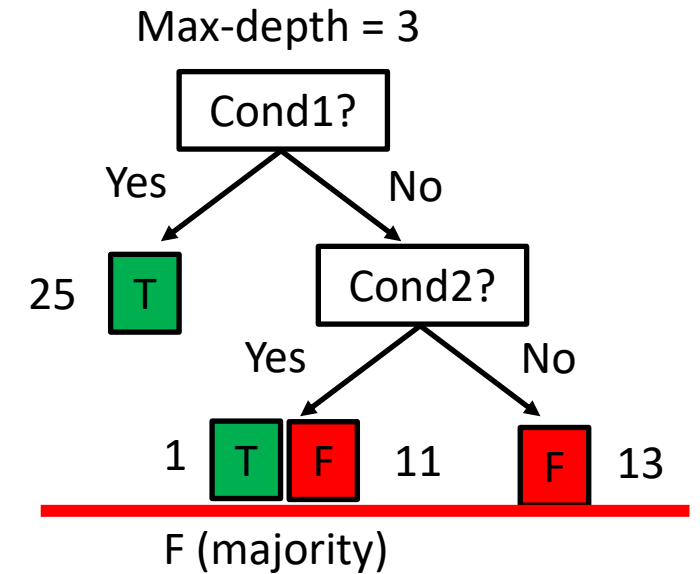 Max-depth = 3
Cond1?
Yes
No
25
T
Cond2?
Yes
No
1
T
F
11
F
13
F (majority)